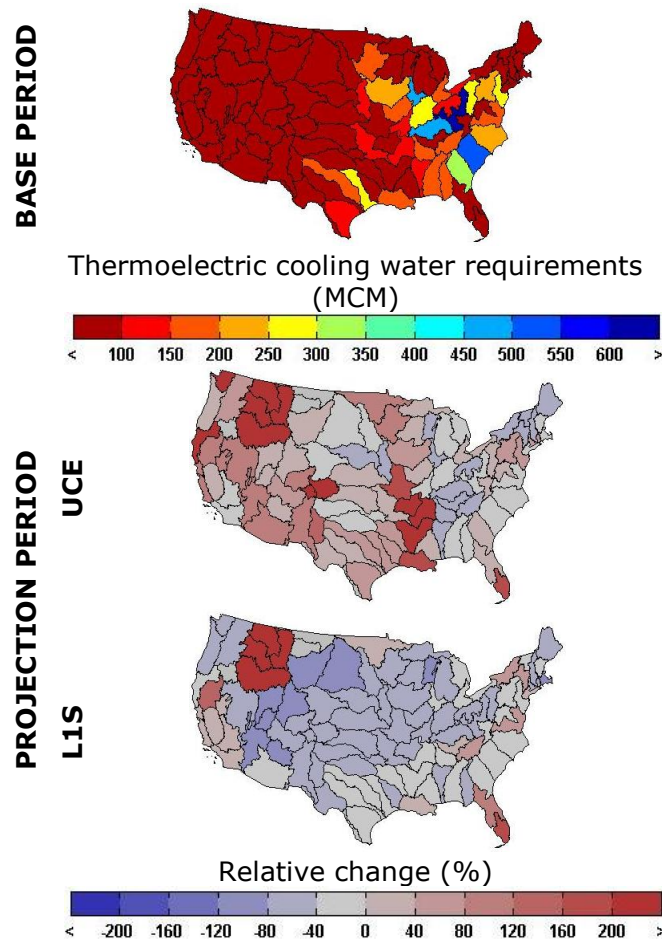 BASE PERIOD
Thermoelectric cooling water requirements
(MCM)
< 100 150 200 250 300 350 400 450 500 550 600 >
PROJECTION PERIOD
UCE
L1S
Relative change (%)
< -200 -160 -120 -80 -40 0 40 80 120 160 200 >